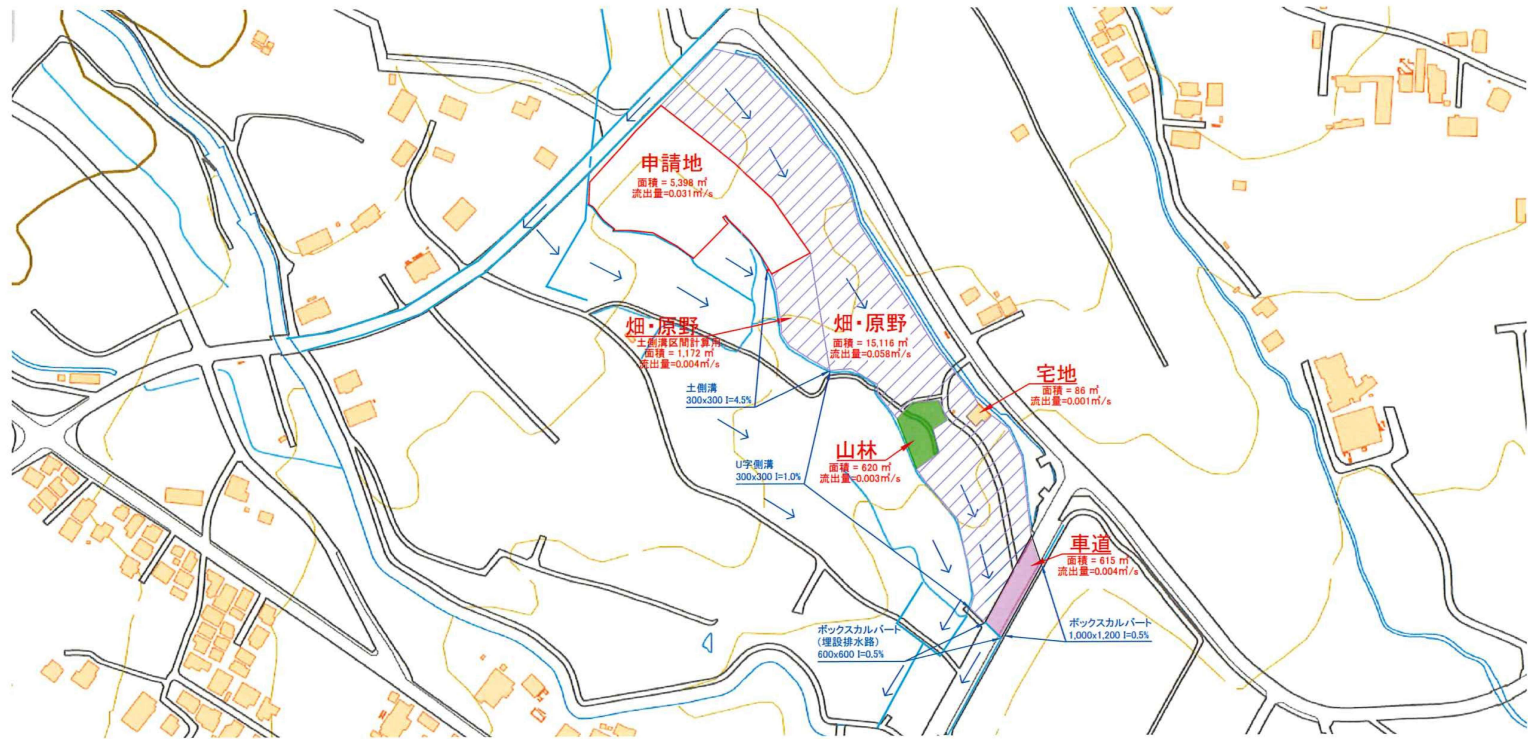 申請地
面積 = 5,398 ㎡
流出量=0.031㎥/s
畑・原野
土側溝区間計算用
面積 = 1,172 ㎡
流出量=0.004㎥/s
畑・原野
面積 = 15,116 ㎡
流出量=0.058㎥/s
土側溝
300x300 I=4.5%
宅地
面積 = 86 ㎡
流出量=0.001㎥/s
山林
面積 = 620 ㎡
流出量=0.003㎥/s
U字側溝
300x300 I=1.0%
車道
面積 = 615 ㎡
流出量=0.004㎥/s
ボックスカルバート
(埋設排水路)
600x600 I=0.5%
ボックスカルバート
1,000x1,200 I=0.5%